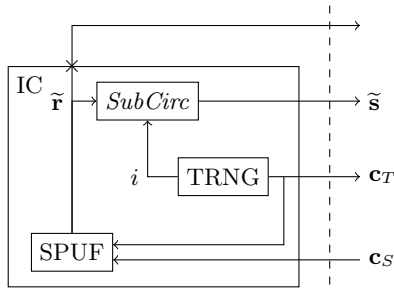 IC
r̃ SubCirc s̃
i TRNG c_T
SPUF c_S